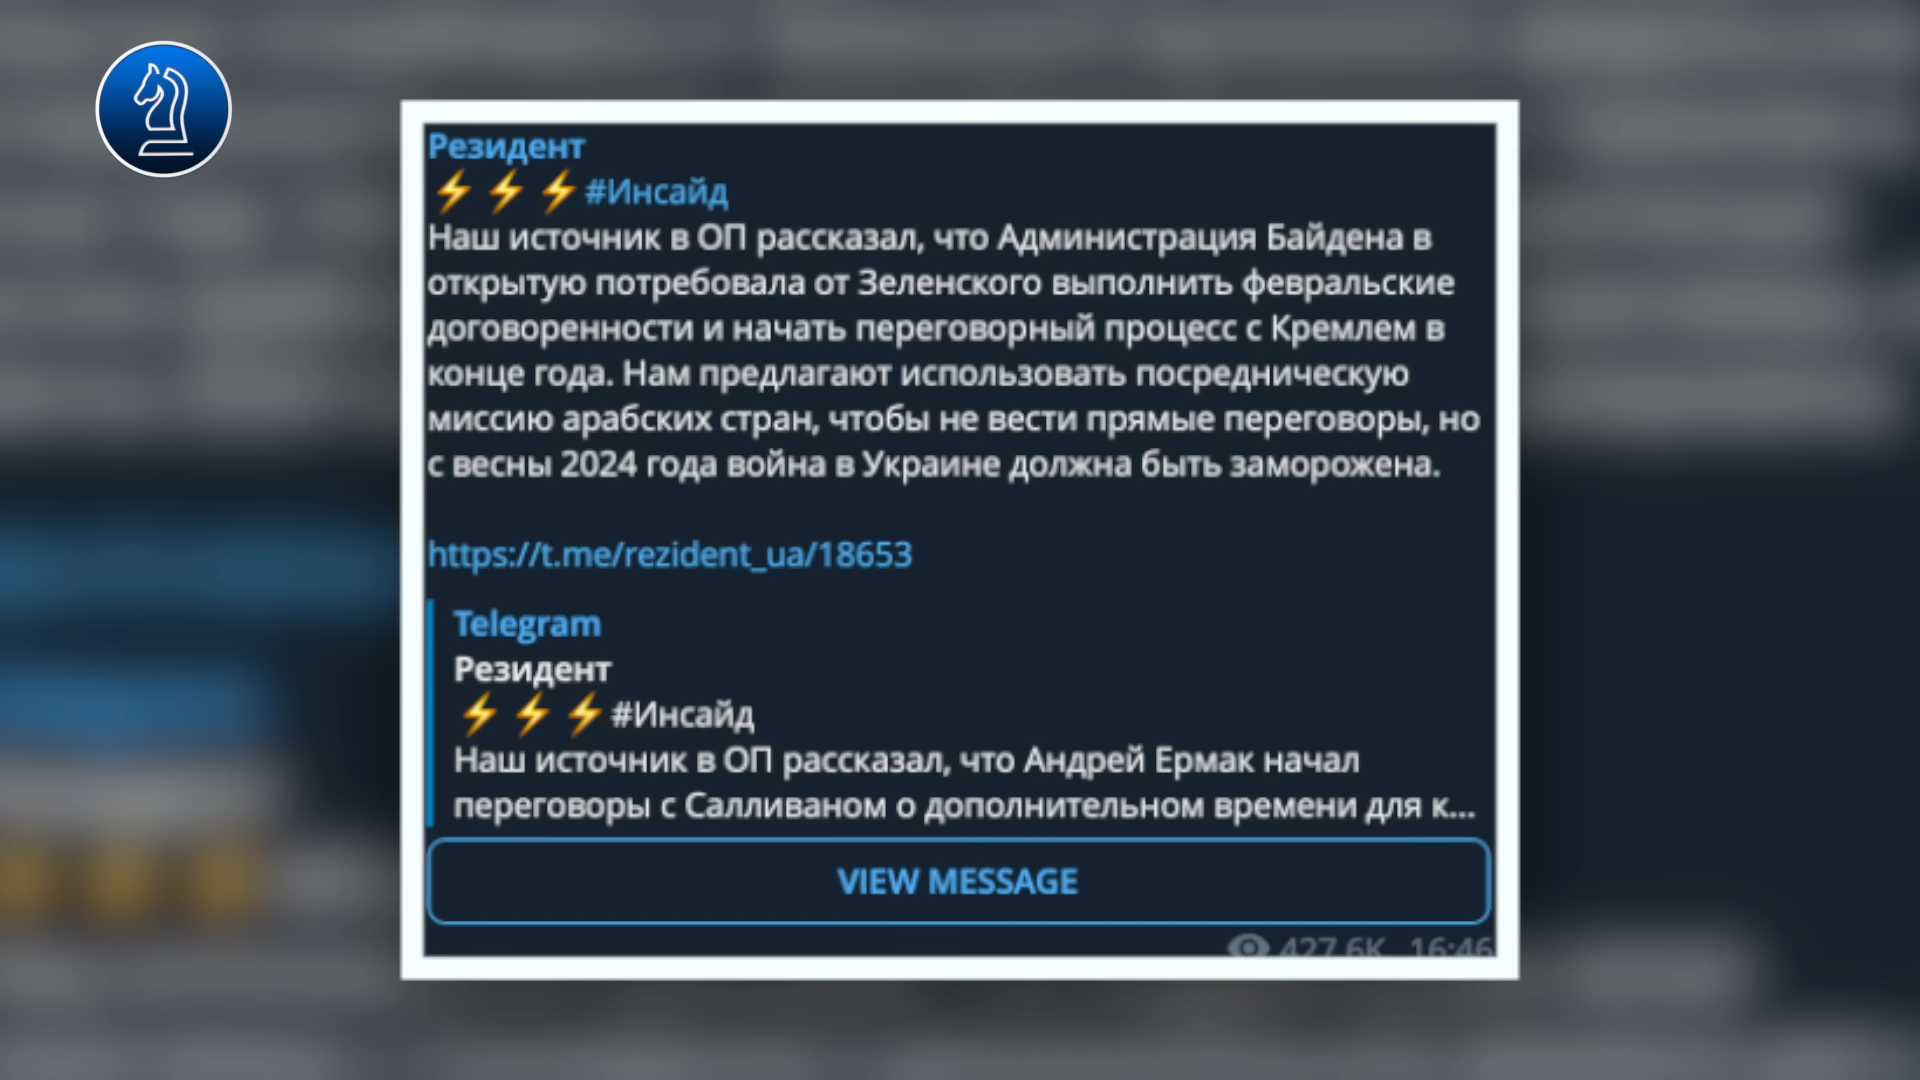 Резидент
⚡⚡⚡#Инсайд
Наш источник в ОП рассказал, что Администрация Байдена в
открытую потребовала от Зеленского выполнить февральские
договоренности и начать переговорный процесс с Кремлем в
конце года. Нам предлагают использовать посредническую
миссию арабских стран, чтобы не вести прямые переговоры, но
с весны 2024 года война в Украине должна быть заморожена.
https://t.me/rezident_ua/18653
Telegram
Резидент
⚡⚡⚡#Инсайд
Наш источник в ОП рассказал, что Андрей Ермак начал
переговоры с Салливаном о дополнительном времени для к...
VIEW MESSAGE
427.6K 16:46